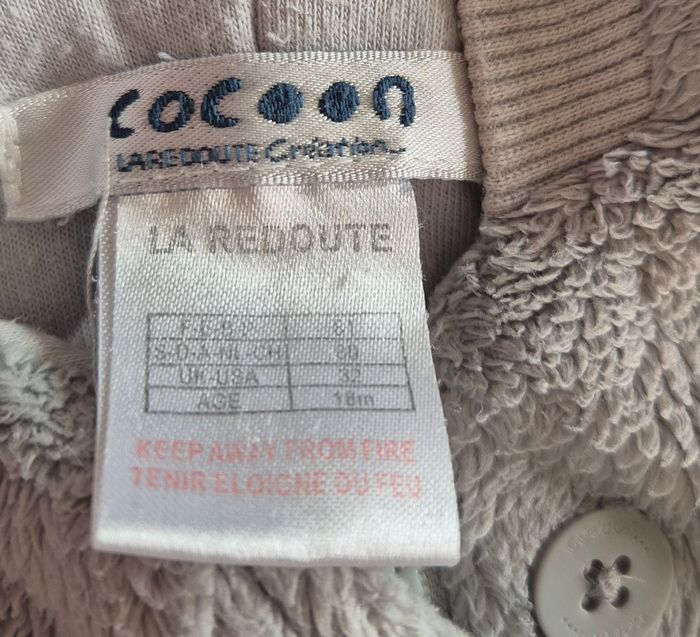 cocoon
LAREDOUTE Création
LA REDOUTE
81
S-D-A-NL-CH 80
UK-USA 32
AGE 18m
KEEP AWAY FROM FIRE
TENIR ELOIGNE DU FEU